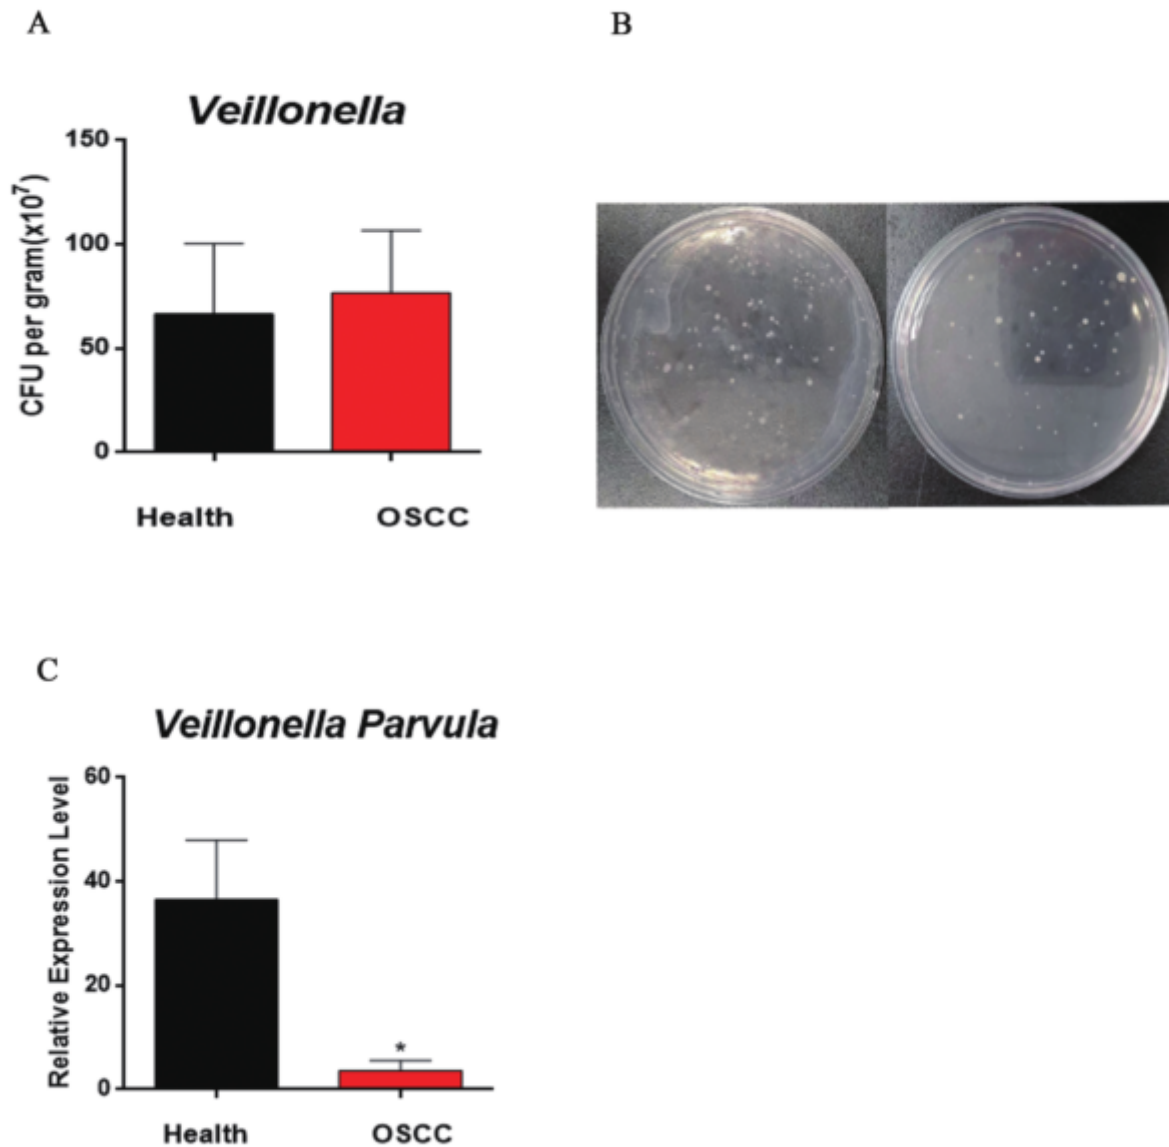 A
B
Veillonella
150
100
50
0
CFU per gram(x10⁷)
Health OSCC
C
Veillonella Parvula
60
40
20
0
Relative Expression Level
*
Health OSCC